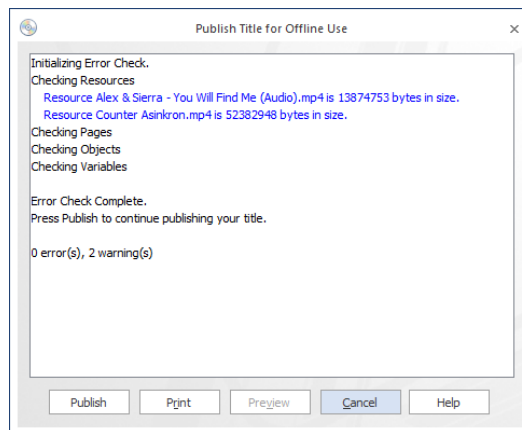 Publish Title for Offline Use
Initializing Error Check.
Checking Resources
Resource Alex & Sierra - You Will Find Me (Audio).mp4 is 13874753 bytes in size.
Resource Counter Asinkron.mp4 is 52382948 bytes in size.
Checking Pages
Checking Objects
Checking Variables
Error Check Complete.
Press Publish to continue publishing your title.
0 error(s), 2 warning(s)
Publish Print Preview Cancel Help